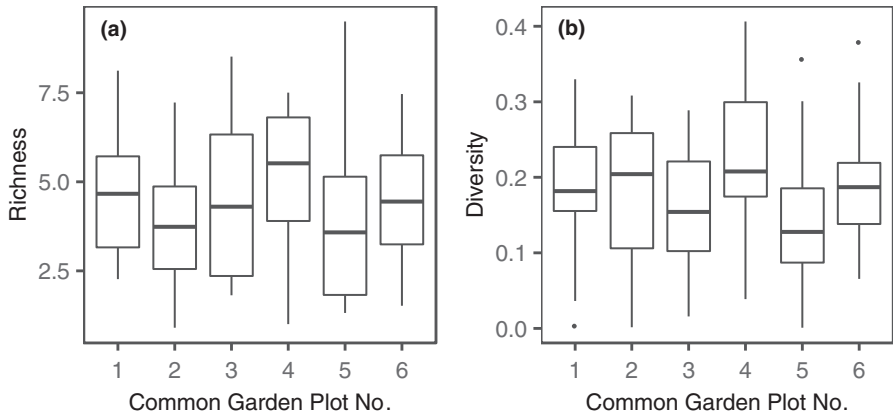 (a)
Richness
7.5
5.0
2.5
1 2 3 4 5 6
Common Garden Plot No.
(b)
Diversity
0.4
0.3
0.2
0.1
0.0
1 2 3 4 5 6
Common Garden Plot No.